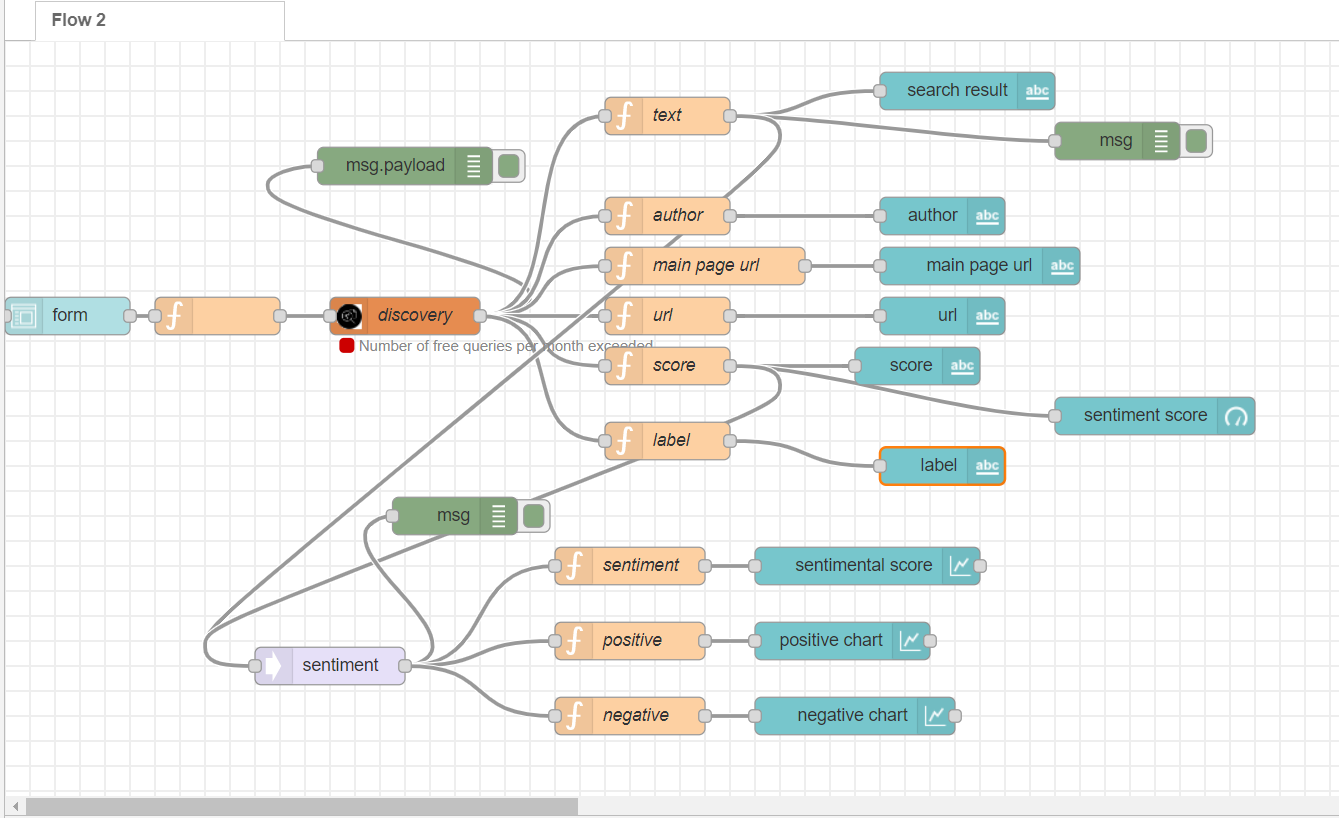 Flow 2
search result
abc
text
msg
msg.payload
author
author
abc
main page url
main page url
abc
form
discovery
url
url
abc
Number of free queries per month exceeded
score
score
abc
sentiment score
label
label
abc
msg
sentiment
sentimental score
positive
positive chart
sentiment
negative
negative chart